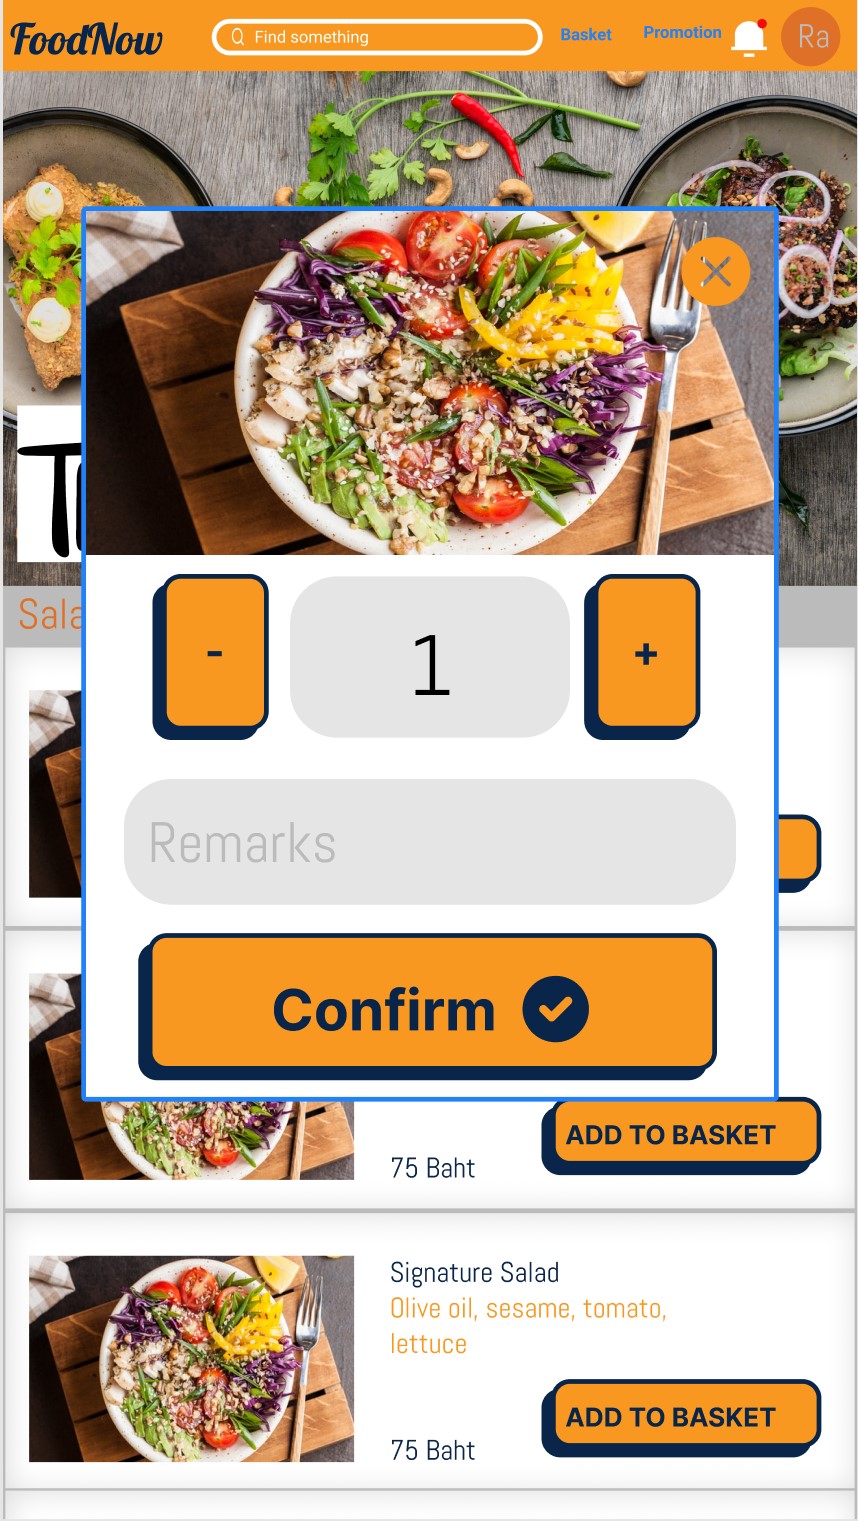 FoodNow
Find something
Basket
Promotion
Ra
-
1
+
Remarks
Confirm
75 Baht
ADD TO BASKET
Signature Salad
Olive oil, sesame, tomato,
lettuce
75 Baht
ADD TO BASKET